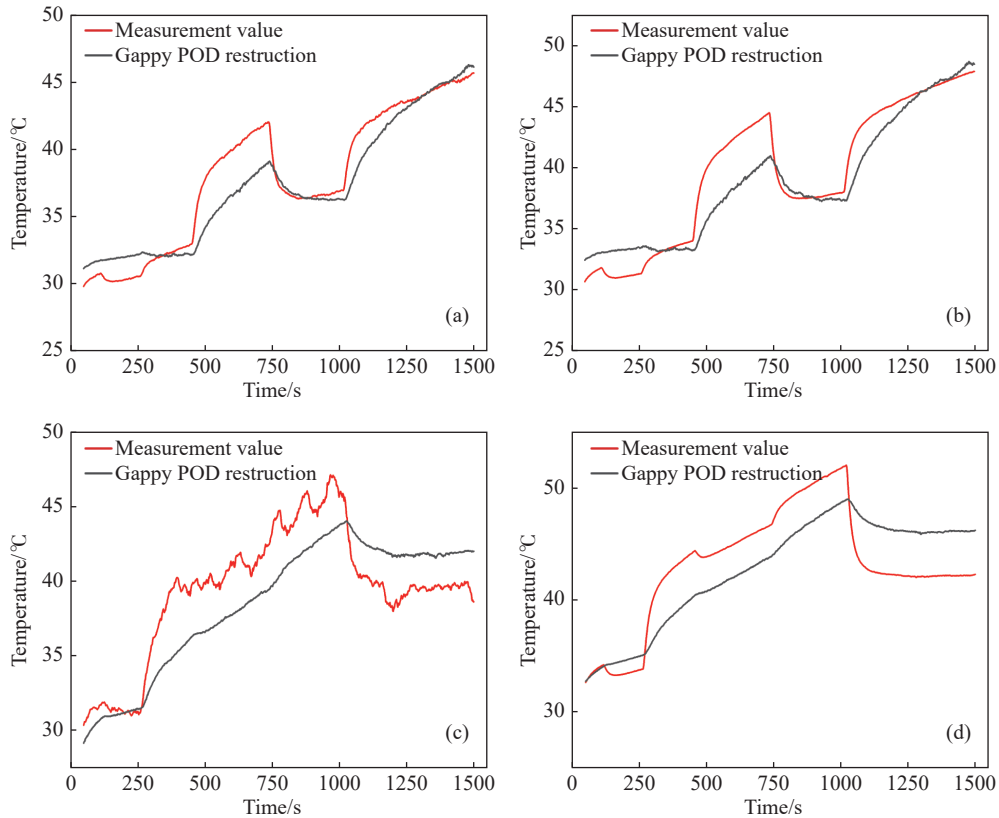 50
45
40
35
30
25
Temperature/℃
Measurement value
Gappy POD restruction
(a)
0 250 500 750 1000 1250 1500
Time/s
50
45
40
35
30
25
Temperature/℃
Measurement value
Gappy POD restruction
(b)
0 250 500 750 1000 1250 1500
Time/s
50
45
40
35
30
Temperature/℃
Measurement value
Gappy POD restruction
(c)
0 250 500 750 1000 1250 1500
Time/s
50
40
30
Temperature/℃
Measurement value
Gappy POD restruction
(d)
0 250 500 750 1000 1250 1500
Time/s